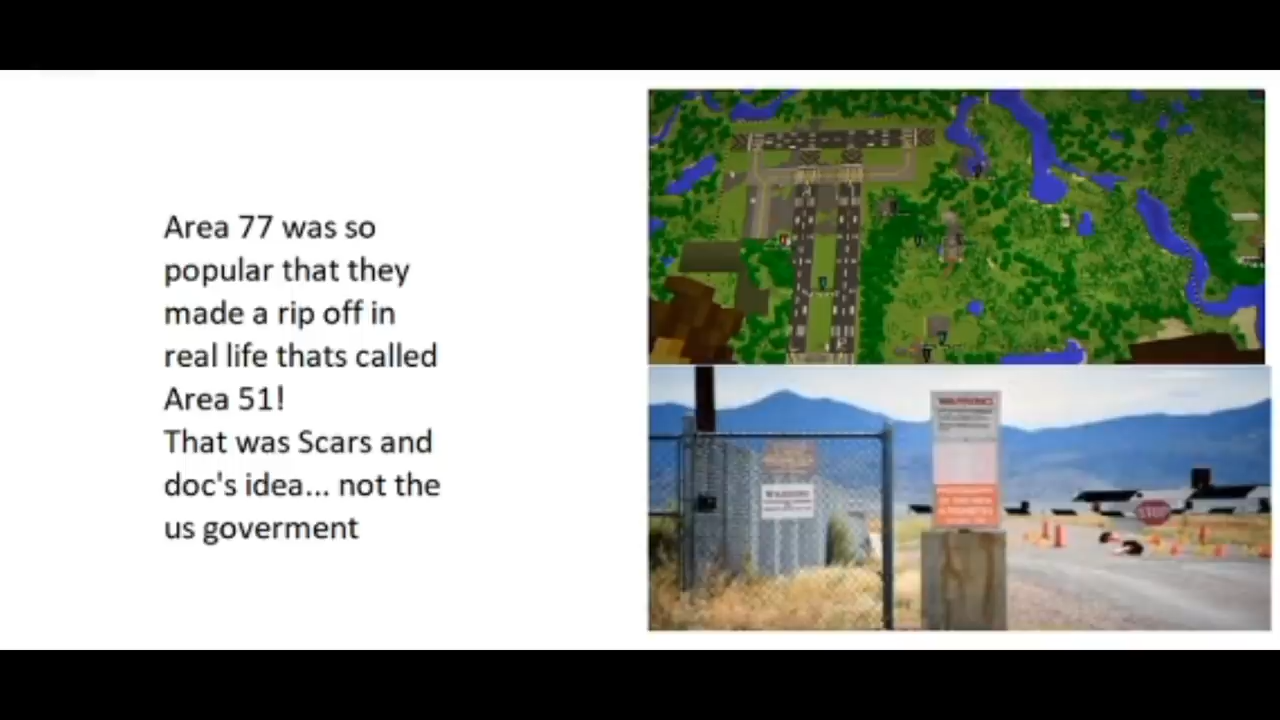 Area 77 was so
popular that they
made a rip off in
real life thats called
Area 51!
That was Scars and
doc's idea... not the
us goverment
WARNING
STOP